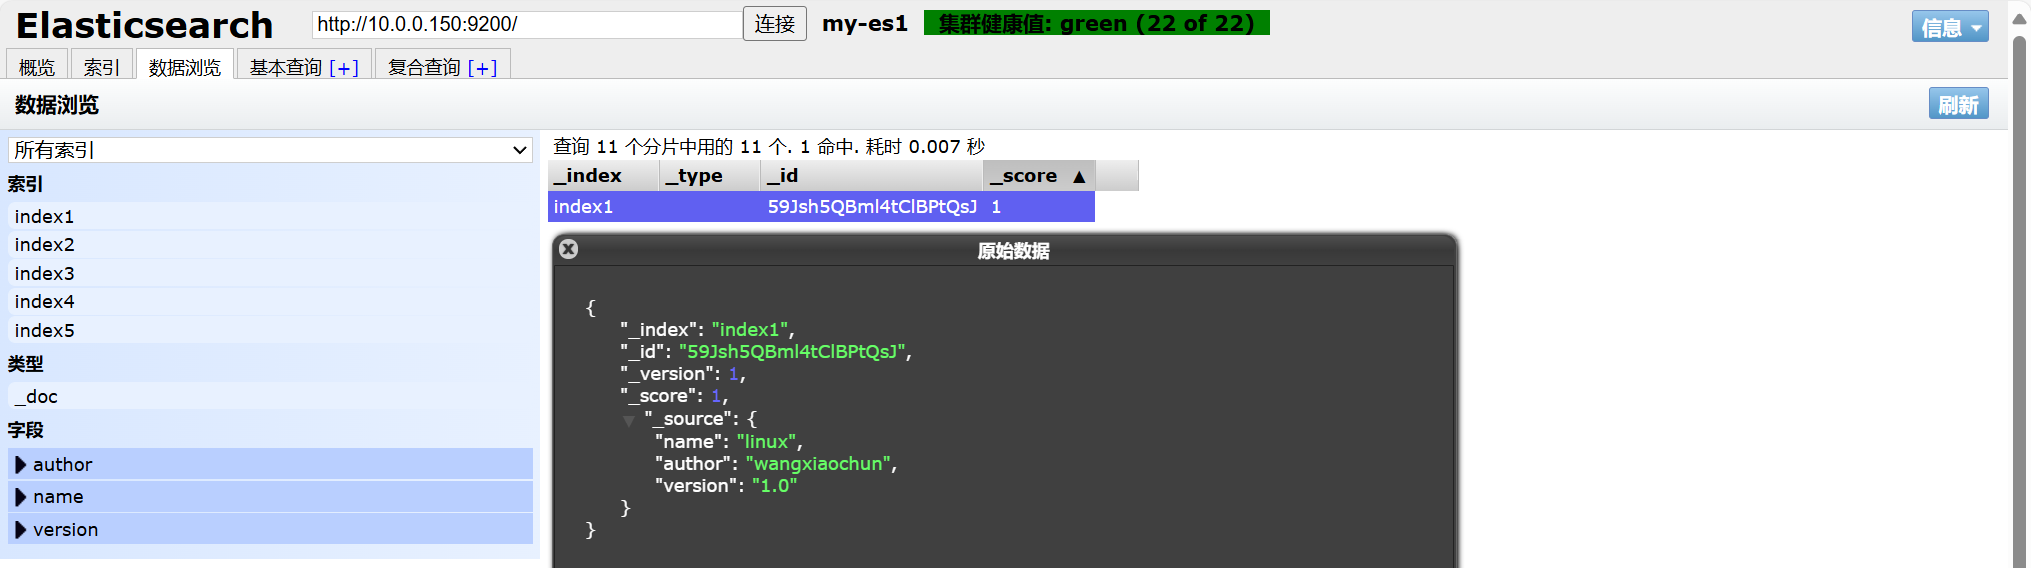 Elasticsearch http://10.0.0.150:9200/ 连接 my-es1 集群健康值: green (22 of 22) 信息
概览 索引 数据浏览 基本查询 [+] 复合查询 [+]
数据浏览 刷新
所有索引
索引
index1
index2
index3
index4
index5
类型
_doc
字段
author
name
version
查询 11 个分片中用的 11 个. 1 命中. 耗时 0.007 秒
_index _type _id _score ▲
index1 59Jsh5QBml4tClBPtQsJ 1
原始数据
{
"_index": "index1",
"_id": "59Jsh5QBml4tClBPtQsJ",
"_version": 1,
"_score": 1,
▼ "_source": {
"name": "linux",
"author": "wangxiaochun",
"version": "1.0"
}
}